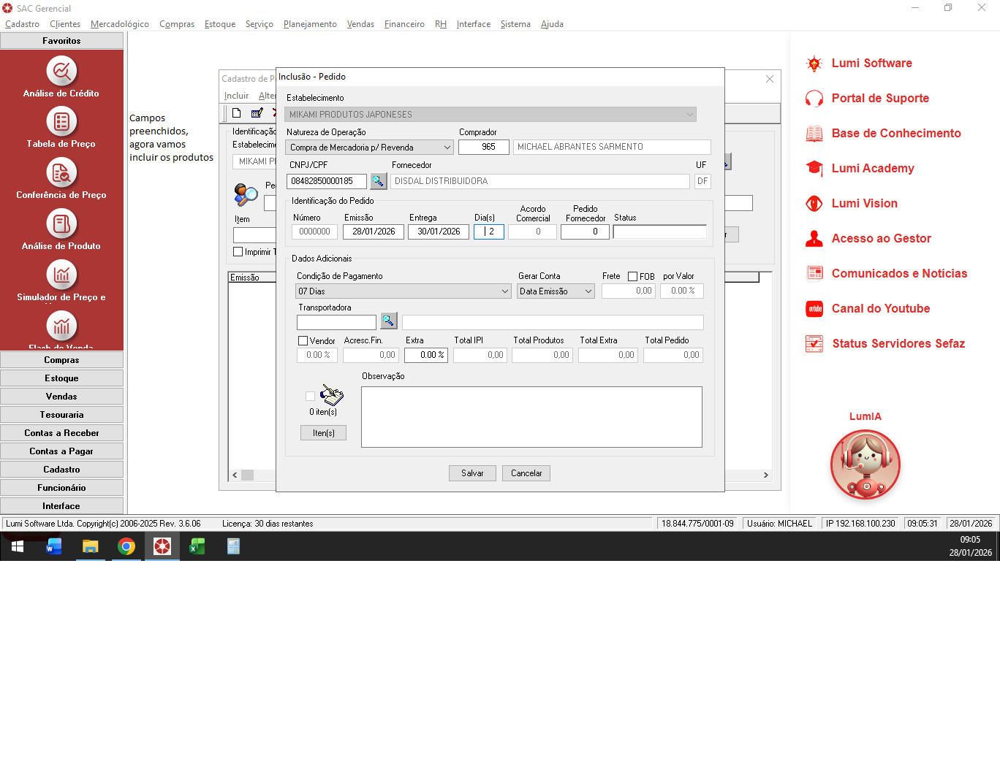 SAC Gerencial
Cadastro Clientes Mercadológico Compras Estoque Serviço Planejamento Vendas Financeiro RH Interface Sistema Ajuda
Favoritos
Análise de Crédito
Tabela de Preço
Conferência de Preço
Análise de Produto
Simulador de Preço e
Flash de Venda
Compras
Estoque
Vendas
Tesouraria
Contas a Receber
Contas a Pagar
Cadastro
Funcionário
Interface
Campos
preenchidos,
agora vamos
incluir os produtos
Cadastro de P
Incluir Alter
Identificação
Estabelecime
MIKAMI P
Pe
Item
Imprimir T
Emissão
Inclusão - Pedido
Estabelecimento
MIKAMI PRODUTOS JAPONESES
Natureza de Operação Comprador
Compra de Mercadoria p/ Revenda 965 MICHAEL ABRANTES SARMENTO
CNPJ/CPF Fornecedor UF
08482850000185 DISDAL DISTRIBUIDORA DF
Identificação do Pedido
Número Emissão Entrega Dia(s) Acordo Comercial Pedido Fornecedor Status
0000000 28/01/2026 30/01/2026 2 0 0
Dados Adicionais
Condição de Pagamento Gerar Conta Frete FOB por Valor
07 Dias Data Emissão 0,00 0.00 %
Transportadora
Vendor Acresc.Fin. Extra Total IPI Total Produtos Total Extra Total Pedido
0.00 % 0,00 0.00 % 0,00 0,00 0,00 0,00
Observação
0 iten(s)
Iten(s)
Salvar Cancelar
Lumi Software
Portal de Suporte
Base de Conhecimento
Lumi Academy
Lumi Vision
Acesso ao Gestor
Comunicados e Notícias
Canal do Youtube
Status Servidores Sefaz
LumIA
Lumi Software Ltda. Copyright(c) 2006-2025 Rev. 3.6.06 Licença: 30 dias restantes 18.844.775/0001-09 Usuário: MICHAEL IP 192.168.100.230 09:05:31 28/01/2026
09:05
28/01/2026